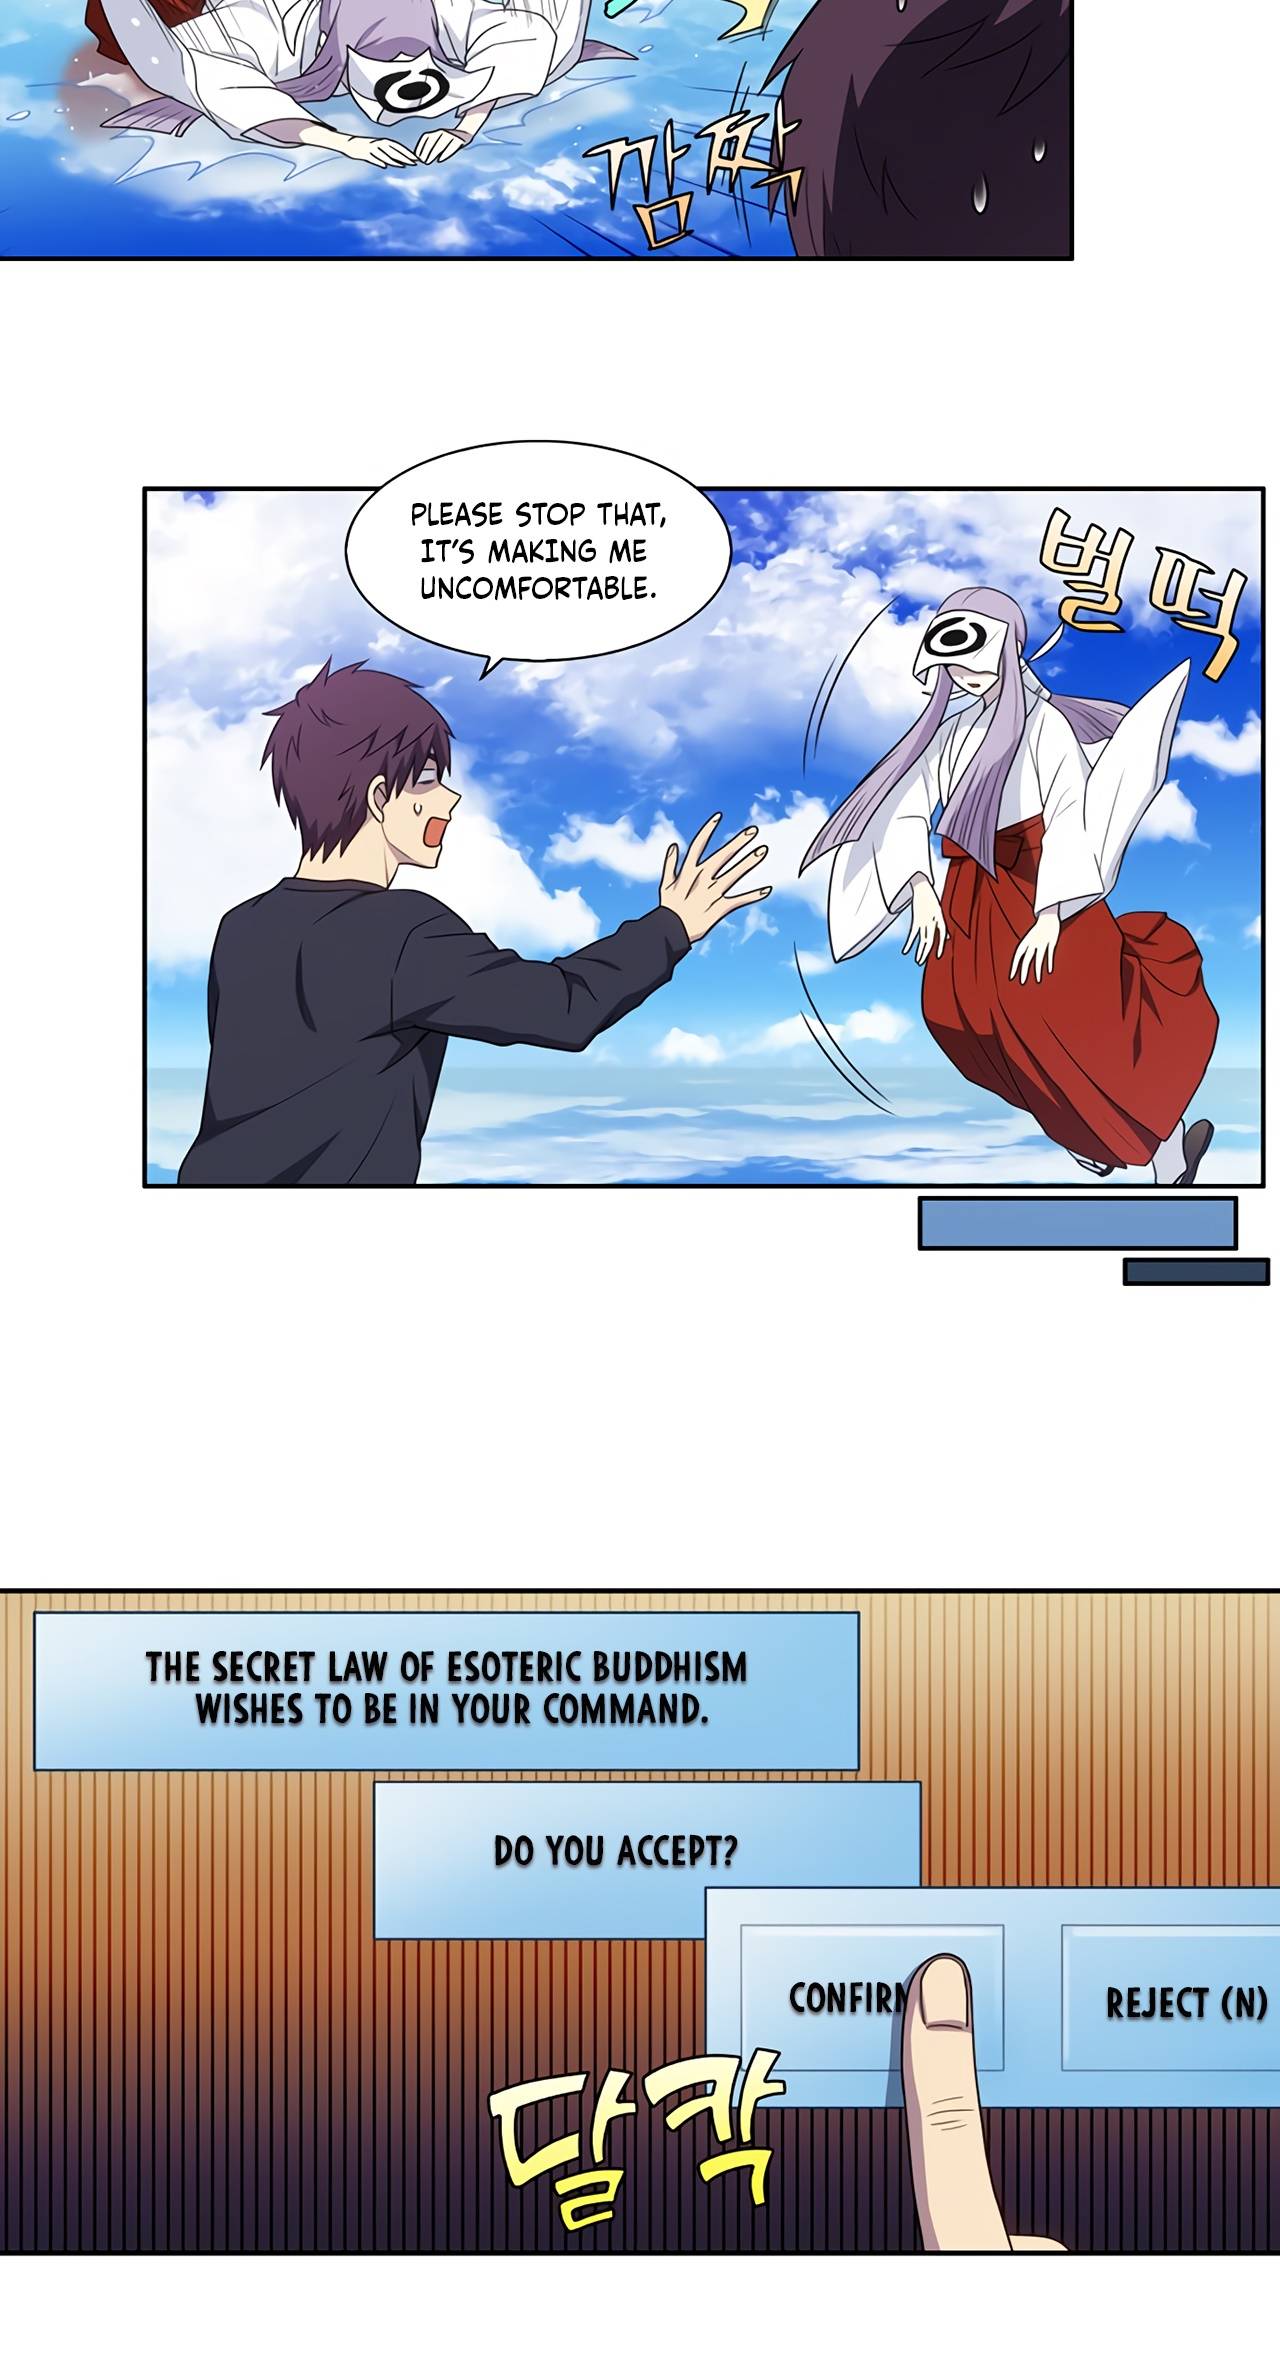 깜짝
PLEASE STOP THAT,
IT'S MAKING ME
UNCOMFORTABLE.
벌떡
THE SECRET LAW OF ESOTERIC BUDDHISM
WISHES TO BE IN YOUR COMMAND.
DO YOU ACCEPT?
CONFIRM
REJECT (N)
달칵